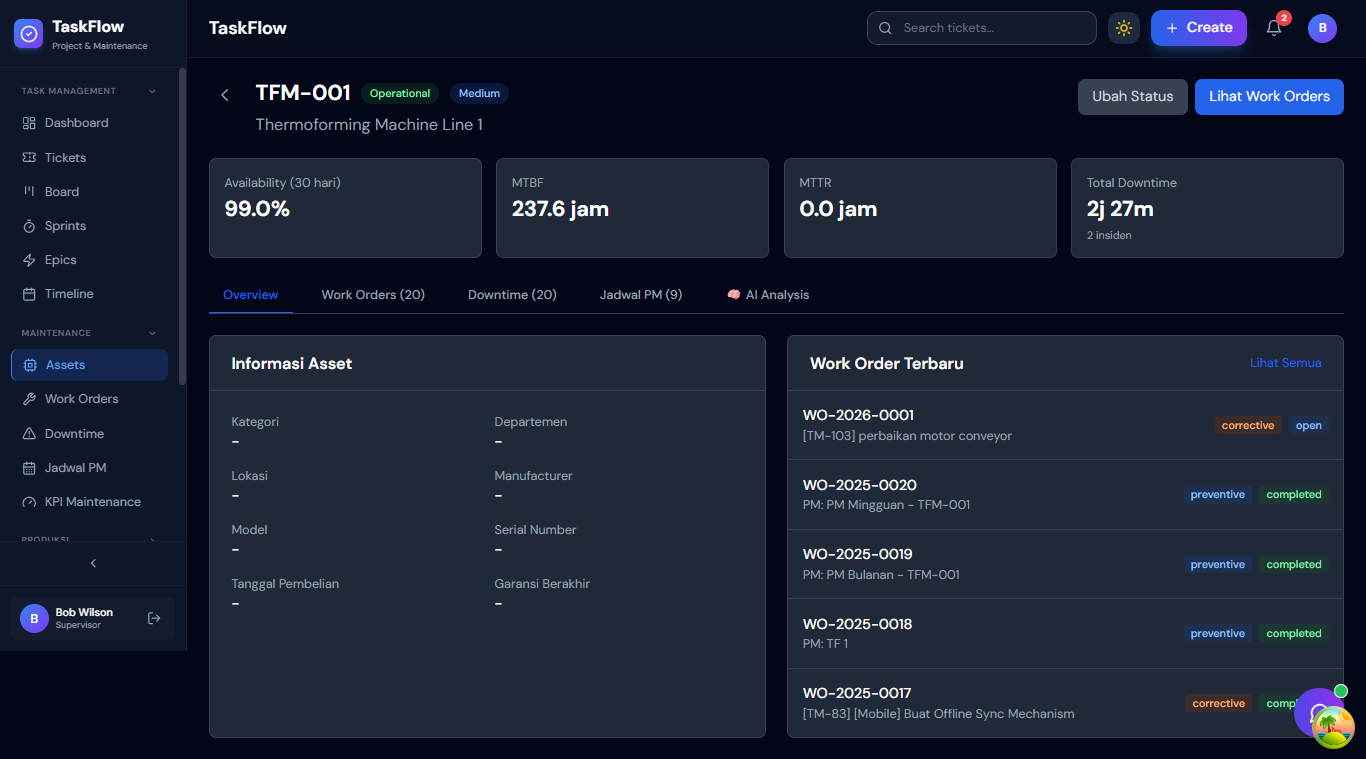 TaskFlow
Project & Maintenance
TASK MANAGEMENT
Dashboard
Tickets
Board
Sprints
Epics
Timeline
MAINTENANCE
Assets
Work Orders
Downtime
Jadwal PM
KPI Maintenance
PRODUKSI
B
Bob Wilson
Supervisor
TaskFlow
Search tickets...
+ Create
2
B
TFM-001 Operational Medium
Thermoforming Machine Line 1
Ubah Status
Lihat Work Orders
Availability (30 hari)
99.0%
MTBF
237.6 jam
MTTR
0.0 jam
Total Downtime
2j 27m
2 insiden
Overview
Work Orders (20)
Downtime (20)
Jadwal PM (9)
AI Analysis
Informasi Asset
Kategori
-
Departemen
-
Lokasi
-
Manufacturer
-
Model
-
Serial Number
-
Tanggal Pembelian
-
Garansi Berakhir
-
Work Order Terbaru
Lihat Semua
WO-2026-0001
[TM-103] perbaikan motor conveyor
corrective open
WO-2025-0020
PM: PM Mingguan - TFM-001
preventive completed
WO-2025-0019
PM: PM Bulanan - TFM-001
preventive completed
WO-2025-0018
PM: TF 1
preventive completed
WO-2025-0017
[TM-83] [Mobile] Buat Offline Sync Mechanism
corrective